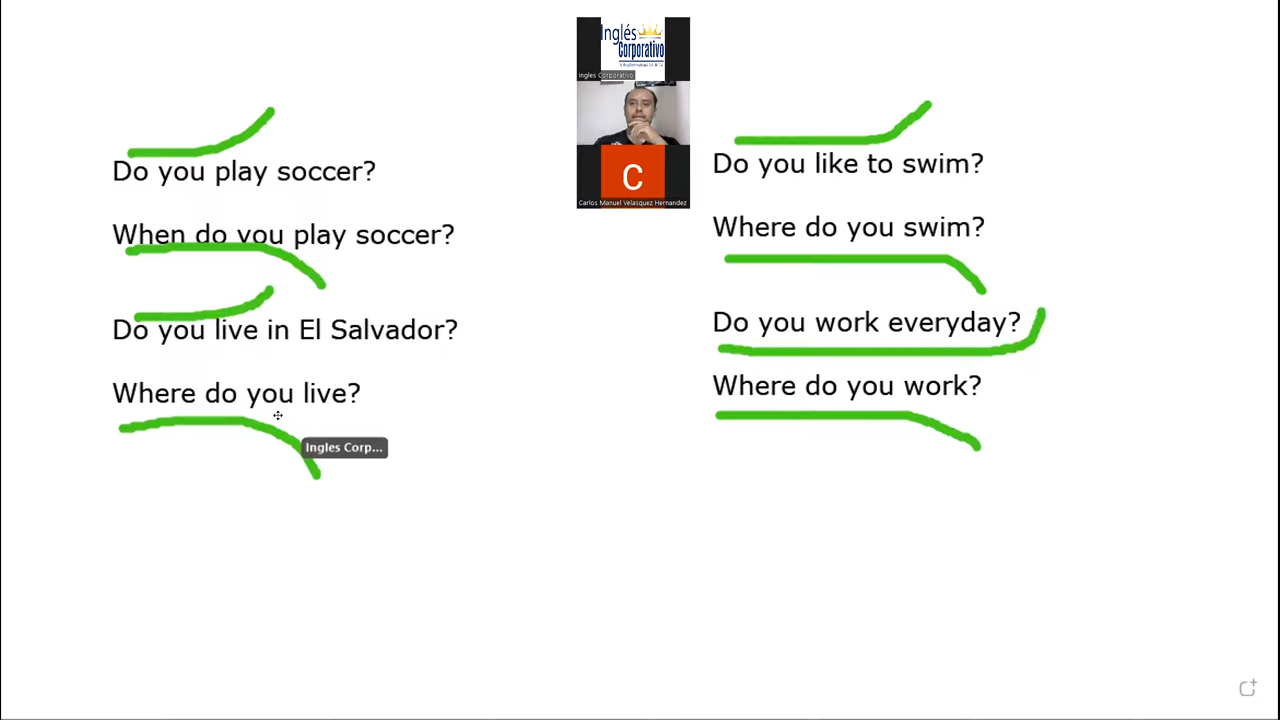 Inglés
Corporativo
Ingles Corporativo
C
Carlos Manuel Velasquez Hernandez
Do you play soccer?
When do you play soccer?
Do you live in El Salvador?
Where do you live?
Ingles Corp...
Do you like to swim?
Where do you swim?
Do you work everyday?
Where do you work?